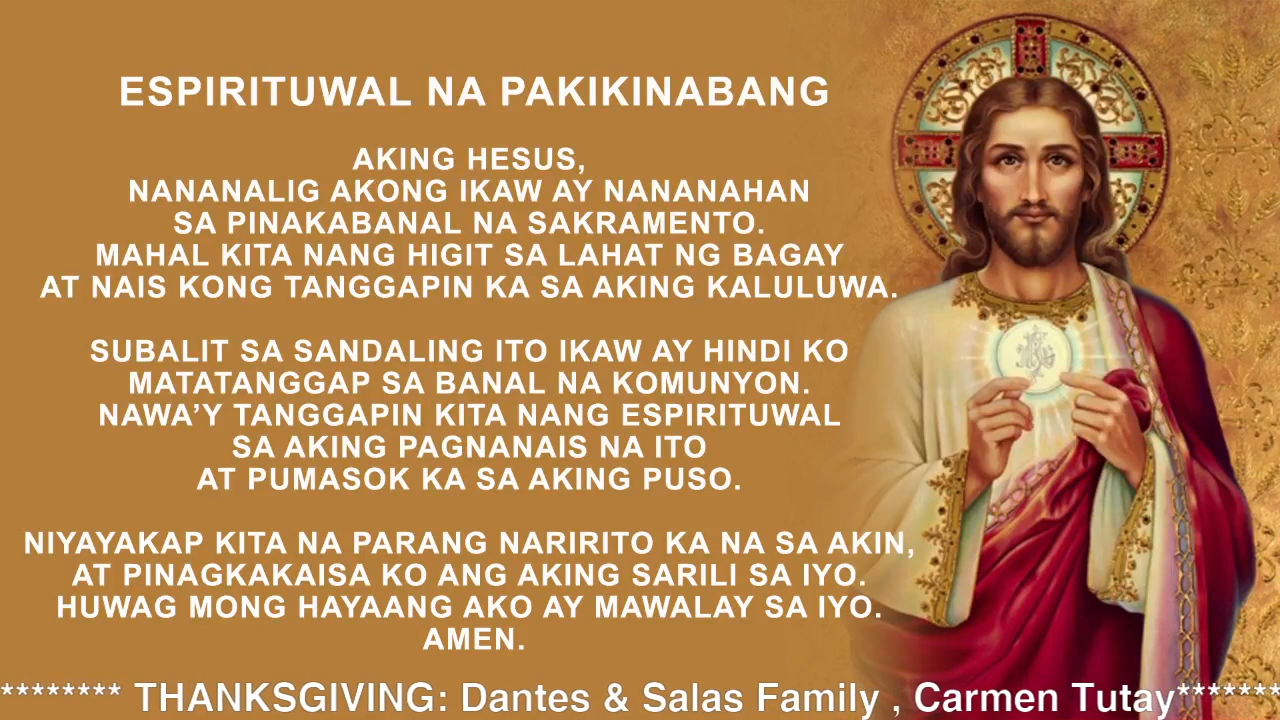 ESPIRITUWAL NA PAKIKINABANG
AKING HESUS,
NANANALIG AKONG IKAW AY NANANAHAN
SA PINAKABANAL NA SAKRAMENTO.
MAHAL KITA NANG HIGIT SA LAHAT NG BAGAY
AT NAIS KONG TANGGAPIN KA SA AKING KALULUWA.
SUBALIT SA SANDALING ITO IKAW AY HINDI KO
MATATANGGAP SA BANAL NA KOMUNYON.
NAWA’Y TANGGAPIN KITA NANG ESPIRITUWAL
SA AKING PAGNANAIS NA ITO
AT PUMASOK KA SA AKING PUSO.
NIYAYAKAP KITA NA PARANG NARIRITO KA NA SA AKIN,
AT PINAGKAKAISA KO ANG AKING SARILI SA IYO.
HUWAG MONG HAYAANG AKO AY MAWALAY SA IYO.
AMEN.
******** THANKSGIVING: Dantes & Salas Family , Carmen Tutay*******